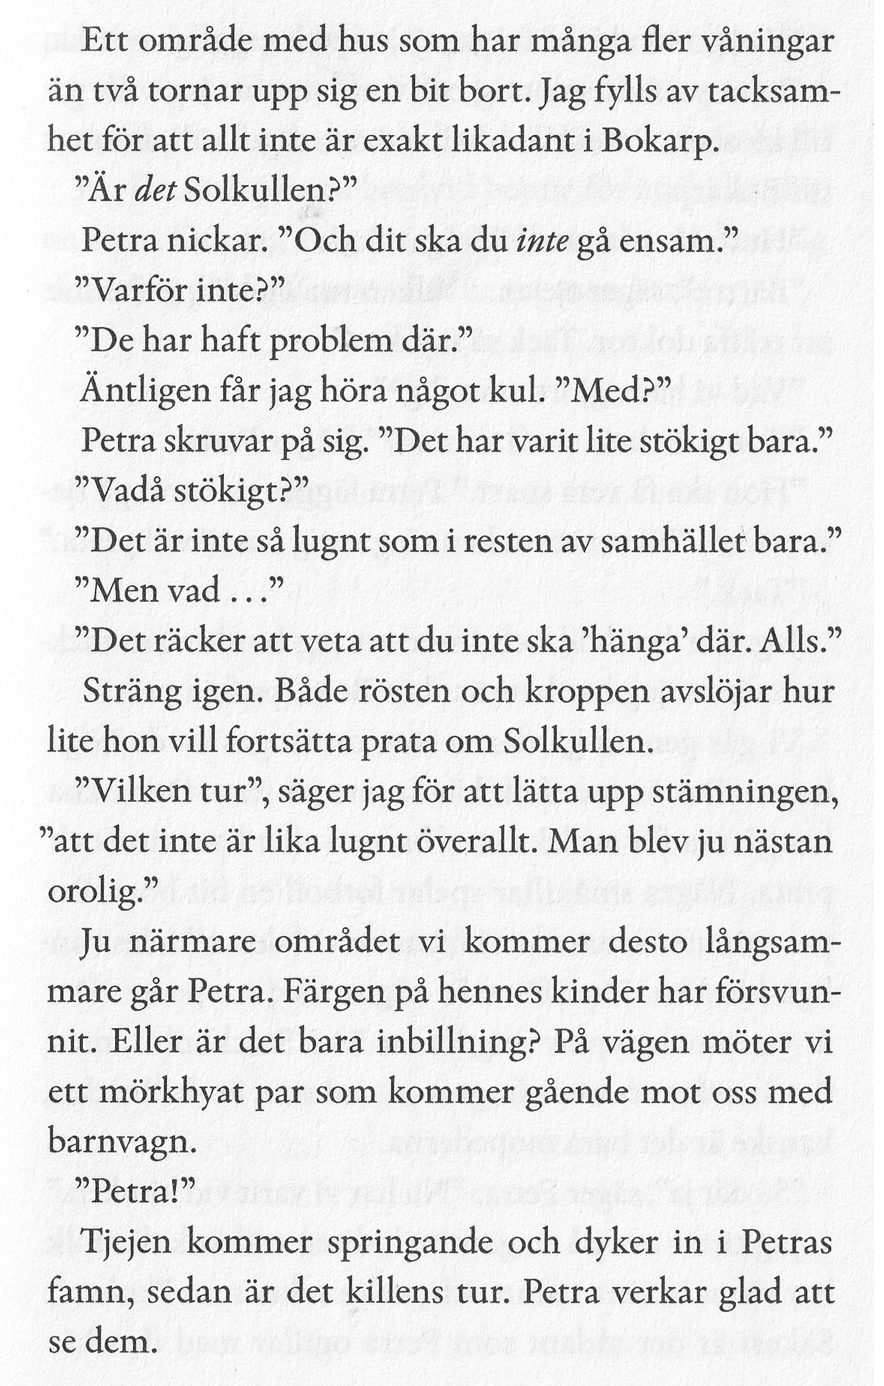 Ett område med hus som har många fler våningar
än två tornar upp sig en bit bort. Jag fylls av tacksam-
het för att allt inte är exakt likadant i Bokarp.
”Är det Solkullen?”
Petra nickar. ”Och dit ska du inte gå ensam.”
”Varför inte?”
”De har haft problem där.”
Äntligen får jag höra något kul. ”Med?”
Petra skruvar på sig. ”Det har varit lite stökigt bara.”
”Vadå stökigt?”
”Det är inte så lugnt som i resten av samhället bara.”
”Men vad . . .”
”Det räcker att veta att du inte ska ’hänga’ där. Alls.”
Sträng igen. Både rösten och kroppen avslöjar hur
lite hon vill fortsätta prata om Solkullen.
”Vilken tur”, säger jag för att lätta upp stämningen,
”att det inte är lika lugnt överallt. Man blev ju nästan
orolig.”
Ju närmare området vi kommer desto långsam-
mare går Petra. Färgen på hennes kinder har försvun-
nit. Eller är det bara inbillning? På vägen möter vi
ett mörkhyat par som kommer gående mot oss med
barnvagn.
”Petra!”
Tjejen kommer springande och dyker in i Petras
famn, sedan är det killens tur. Petra verkar glad att
se dem.